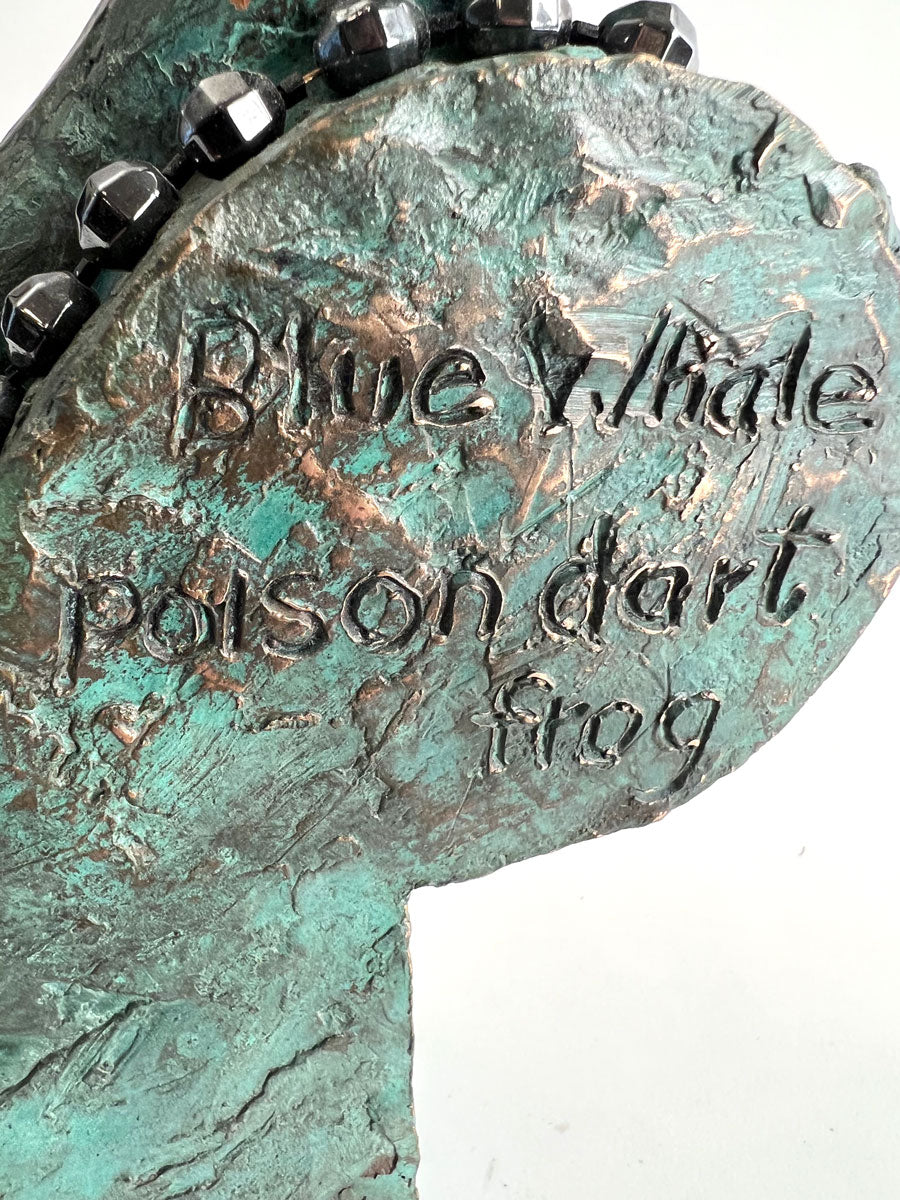 Blue Whale
poison dart
frog